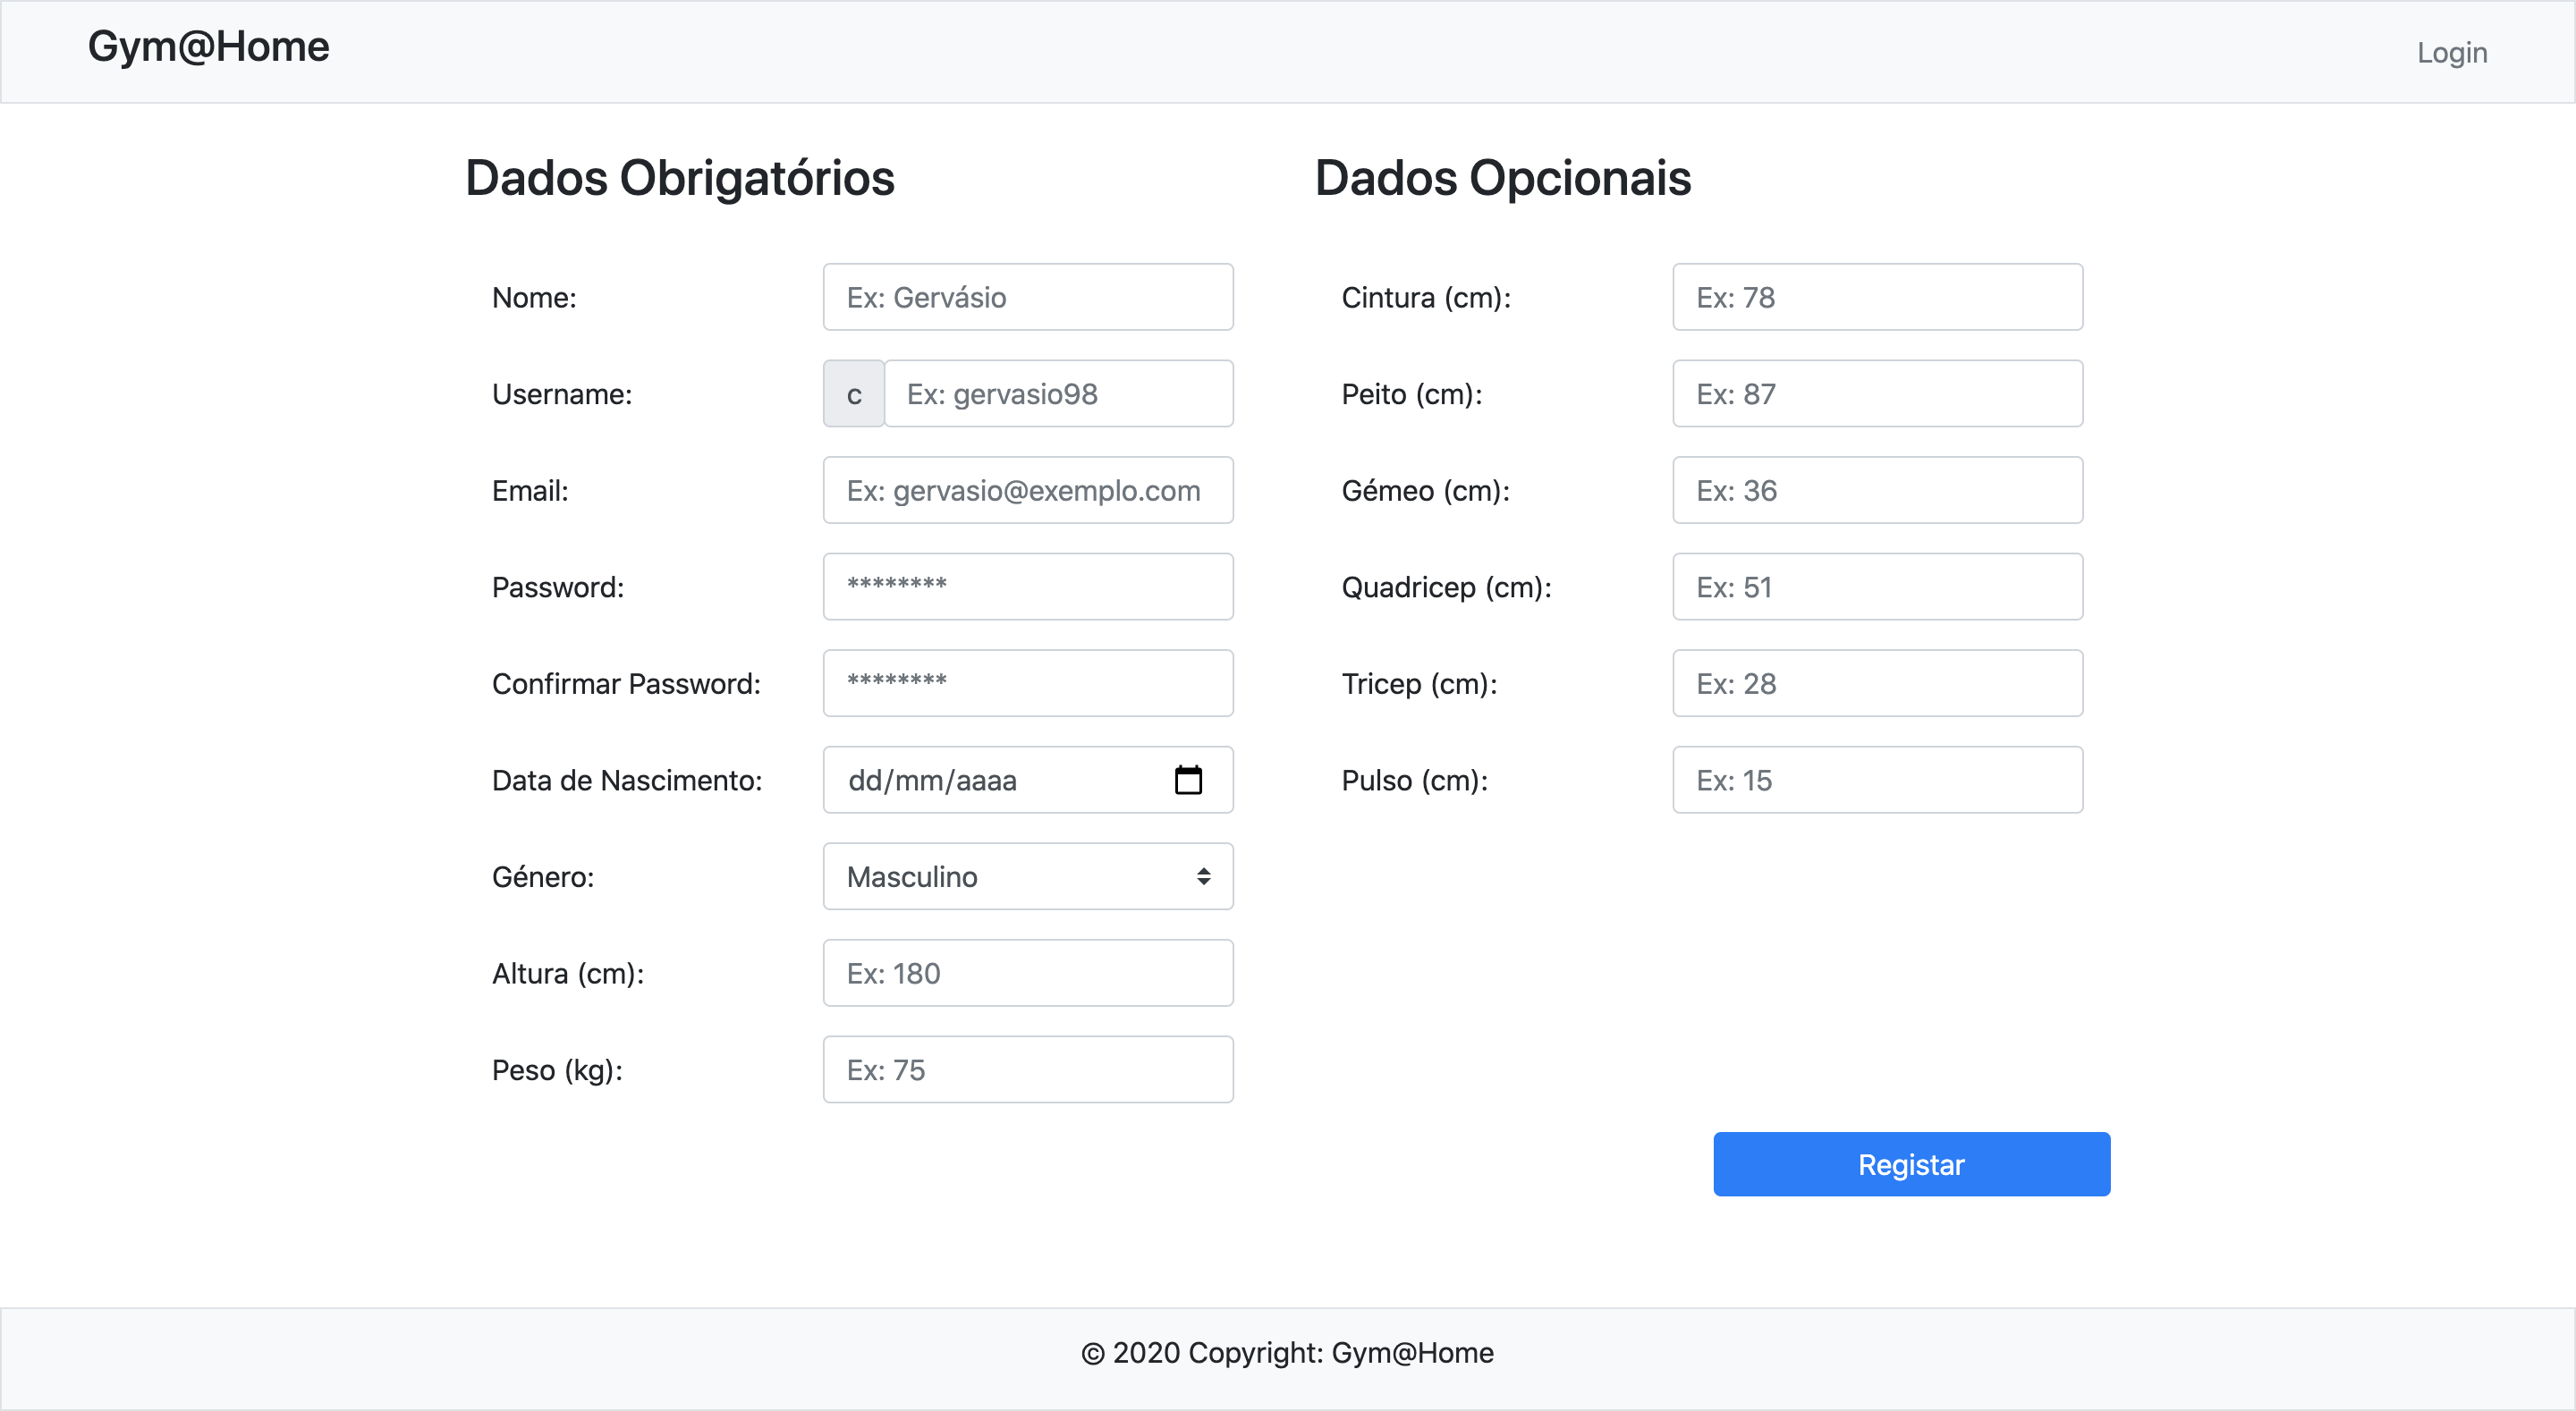 Gym@Home
Login
Dados Obrigatórios
Nome:
Ex: Gervásio
Username:
c
Ex: gervasio98
Email:
Ex: gervasio@exemplo.com
Password:
********
Confirmar Password:
********
Data de Nascimento:
dd/mm/aaaa
Género:
Masculino
Altura (cm):
Ex: 180
Peso (kg):
Ex: 75
Dados Opcionais
Cintura (cm):
Ex: 78
Peito (cm):
Ex: 87
Gémeo (cm):
Ex: 36
Quadricep (cm):
Ex: 51
Tricep (cm):
Ex: 28
Pulso (cm):
Ex: 15
Registar
© 2020 Copyright: Gym@Home